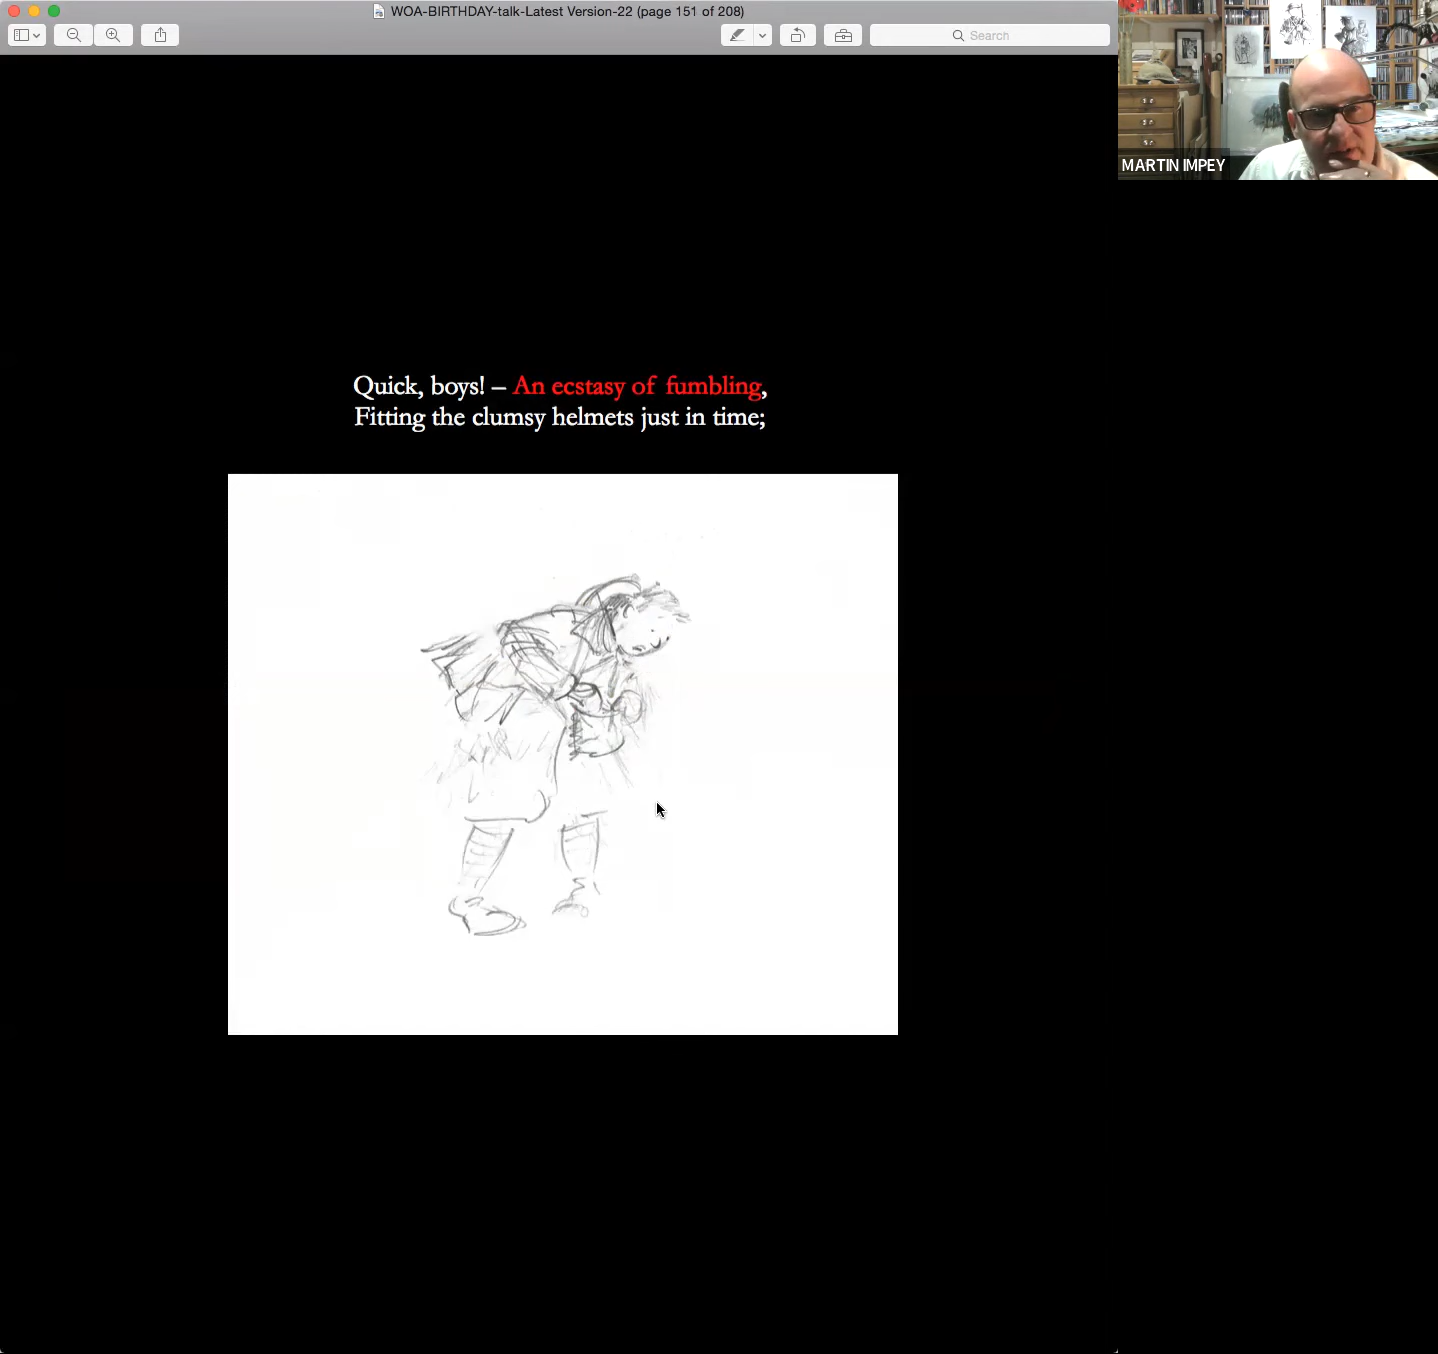 WOA-BIRTHDAY-talk-Latest Version-22 (page 151 of 208)
Search
MARTIN IMPEY
Quick, boys! – An ecstasy of fumbling,
Fitting the clumsy helmets just in time;